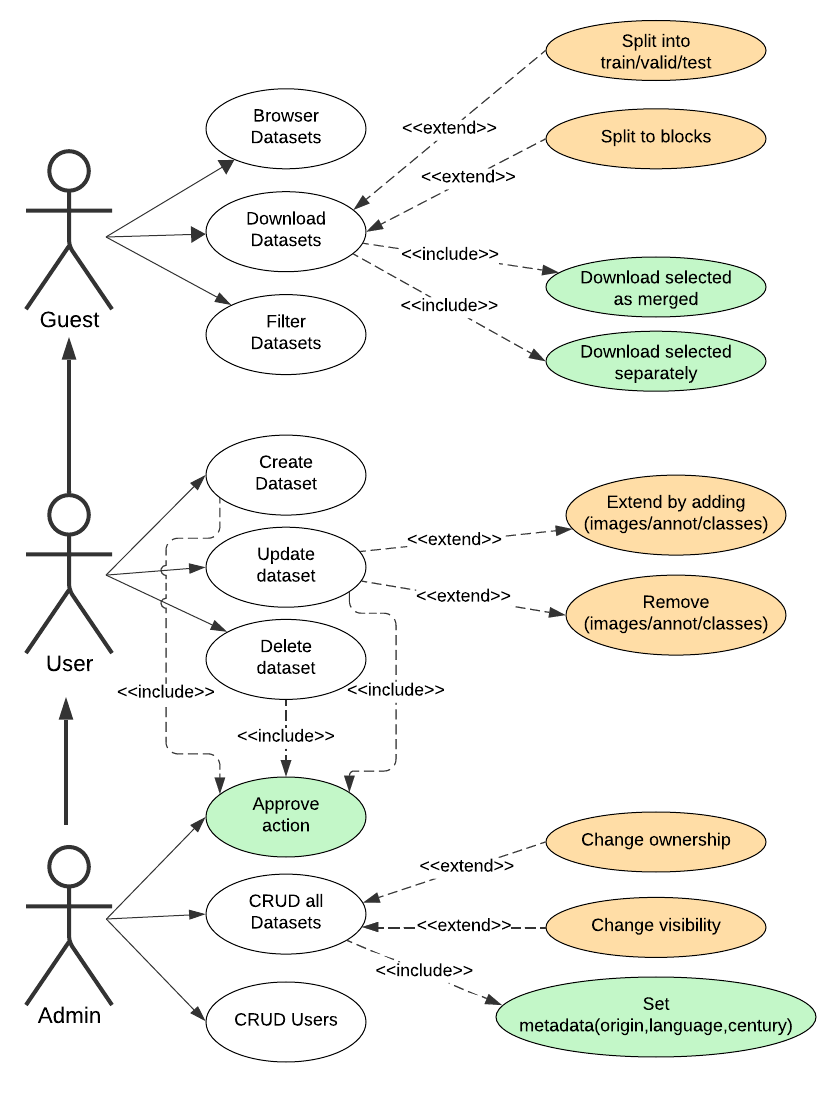 Split into
train/valid/test
Browser
Datasets
<<extend>>
Split to blocks
<<extend>>
Download
Datasets
<<include>>
Download selected
as merged
<<include>>
Guest
Filter
Datasets
Download selected
separately
Create
Dataset
Extend by adding
(images/annot/classes)
<<extend>>
Update
dataset
<<extend>>
Remove
(images/annot/classes)
Delete
dataset
User
<<include>>
<<include>>
<<include>>
Approve
action
Change ownership
<<extend>>
CRUD all
Datasets
<<extend>>
Change visibility
<<include>>
Admin
CRUD Users
Set
metadata(origin,language,century)